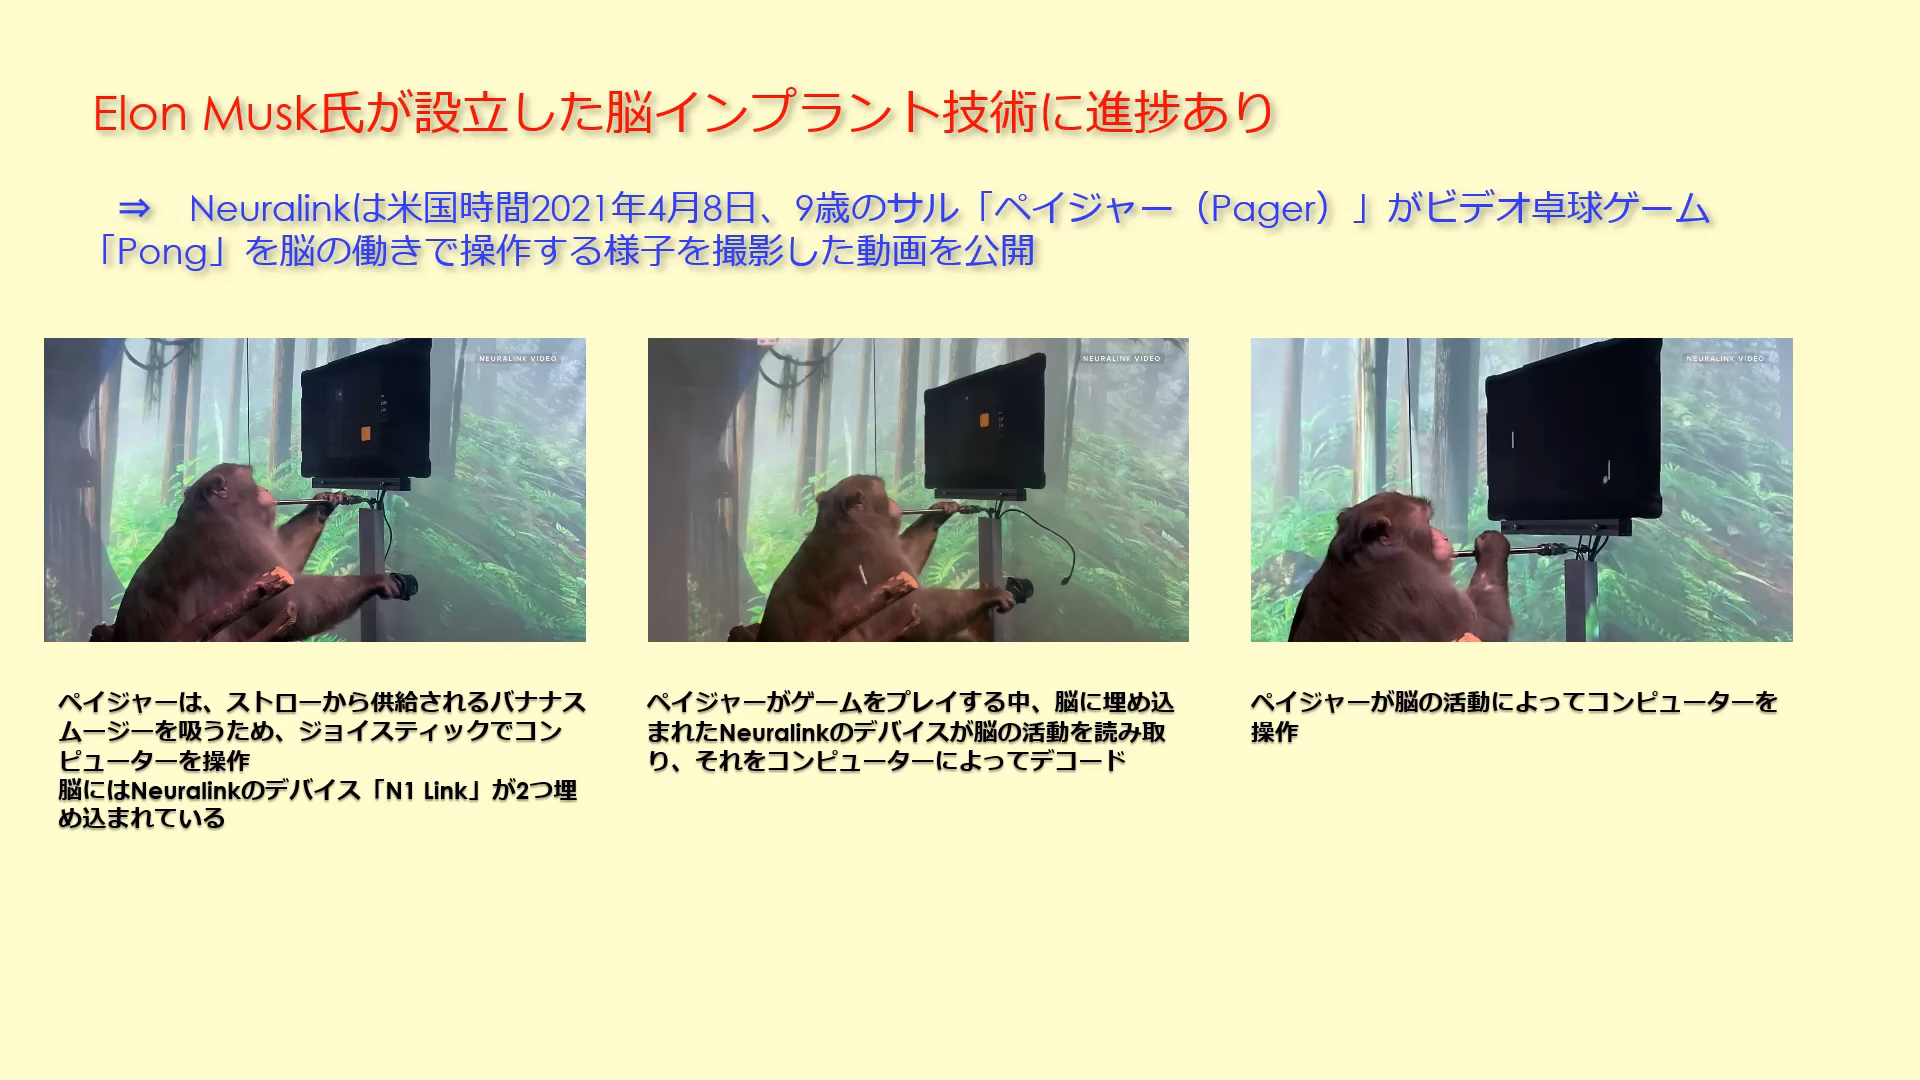 Elon Musk氏が設立した脳インプラント技術に進捗あり
⇒　Neuralinkは米国時間2021年4月8日、9歳のサル「ペイジャー（Pager）」がビデオ卓球ゲーム
「Pong」を脳の働きで操作する様子を撮影した動画を公開
NEURALINK VIDEO
NEURALINK VIDEO
NEURALINK VIDEO
ペイジャーは、ストローから供給されるバナナス
ムージーを吸うため、ジョイスティックでコン
ピューターを操作
脳にはNeuralinkのデバイス「N1 Link」が2つ埋
め込まれている
ペイジャーがゲームをプレイする中、脳に埋め込
まれたNeuralinkのデバイスが脳の活動を読み取
り、それをコンピューターによってデコード
ペイジャーが脳の活動によってコンピューターを
操作